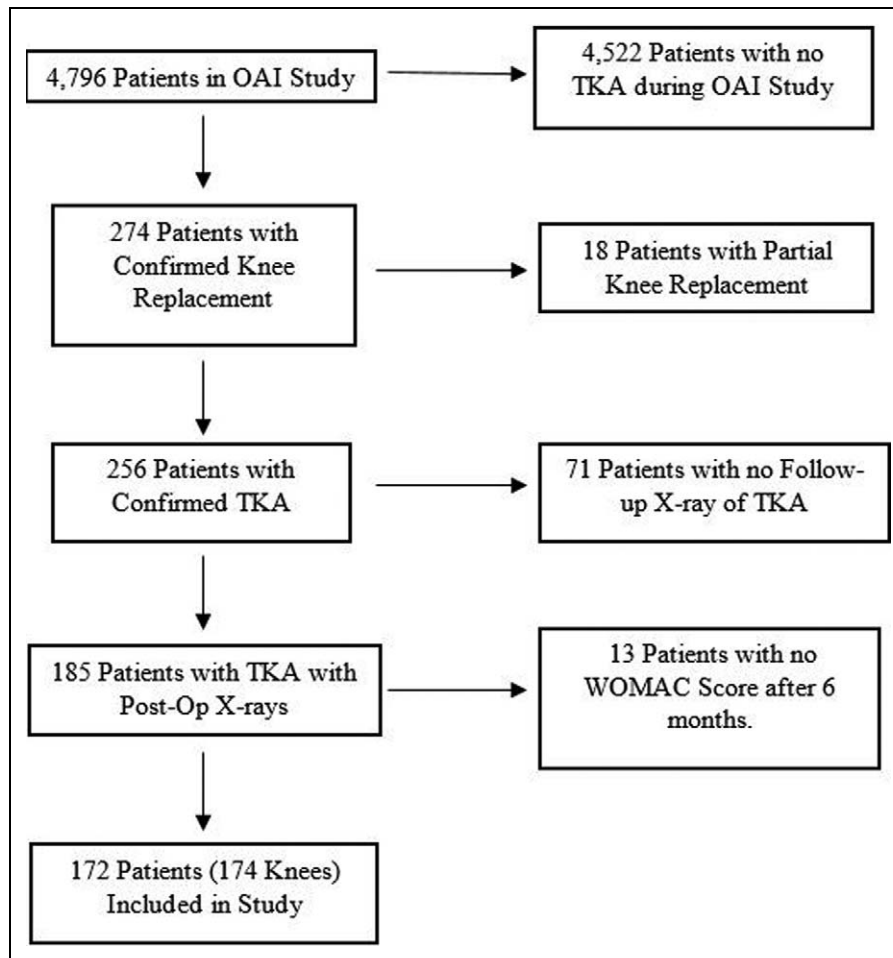 4,796 Patients in OAI Study
4,522 Patients with no
TKA during OAI Study
274 Patients with
Confirmed Knee
Replacement
18 Patients with Partial
Knee Replacement
256 Patients with
Confirmed TKA
71 Patients with no Follow-
up X-ray of TKA
185 Patients with TKA with
Post-Op X-rays
13 Patients with no
WOMAC Score after 6
months.
172 Patients (174 Knees)
Included in Study